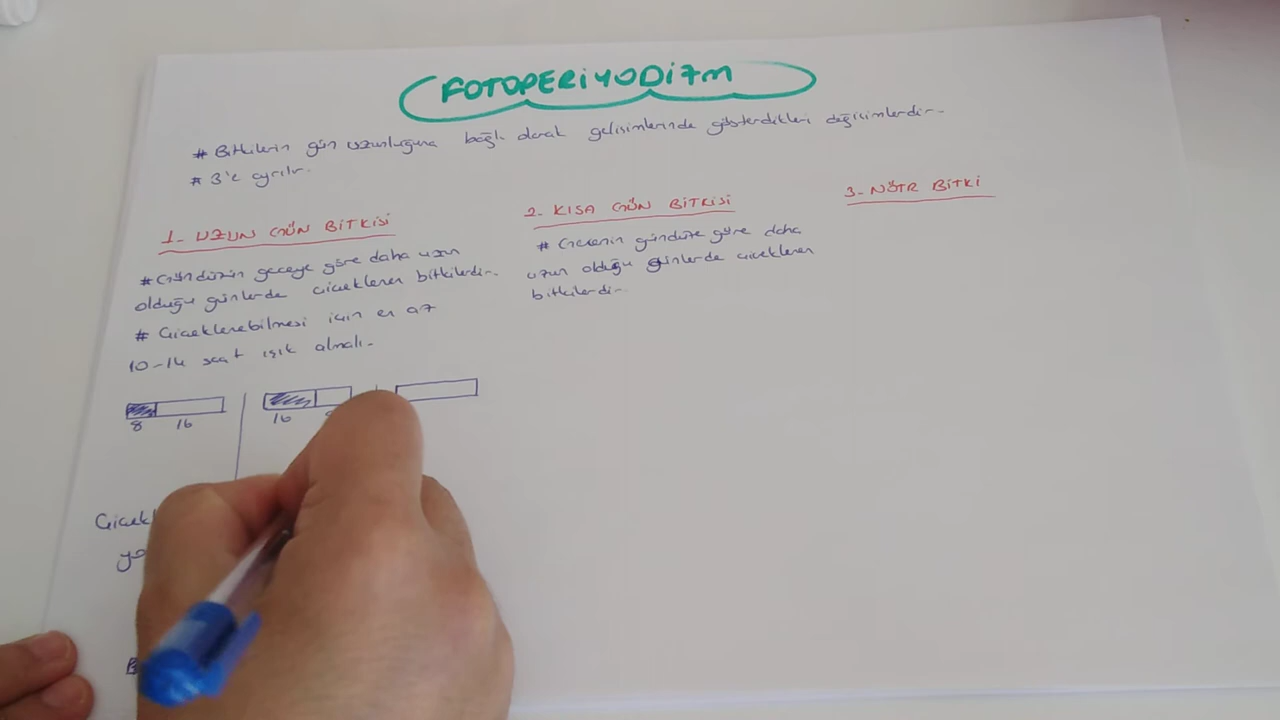 FOTOPERİYODİZM
# Bitkilerin gün uzunluğuna bağlı olarak gelişimlerinde gösterdikleri değişimlerdir.
# 3'e ayrılır.
1- UZUN GÜN BİTKİSİ
# Gündüzün geceye göre daha uzun
olduğu günlerde çiçeklenen bitkilerdir.
# Çiçeklenebilmesi için en az
10-14 saat ışık almalı.
8 16
16
Çiçekl
yo
2- KISA GÜN BİTKİSİ
# Gecenin gündüze göre daha
uzun olduğu günlerde çiçeklenen
bitkilerdir
3- NÖTR BİTKİ